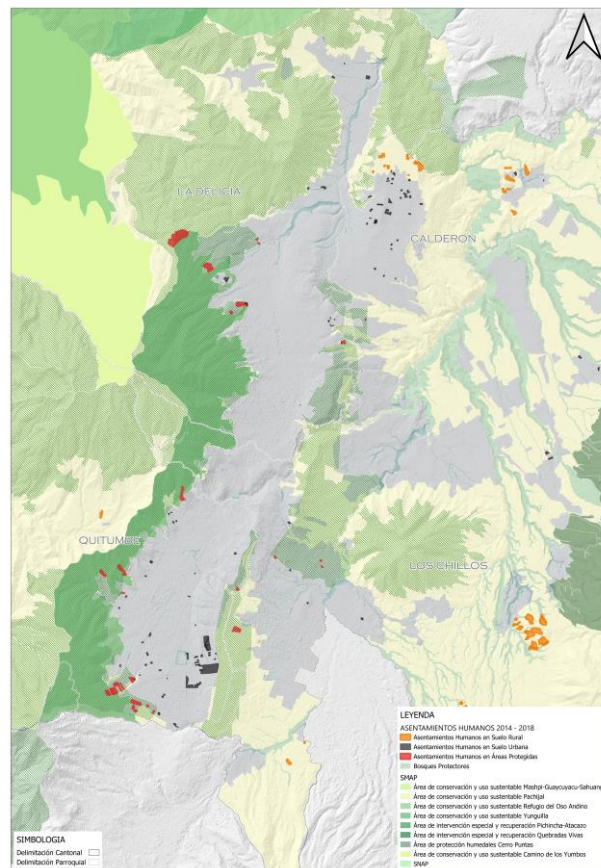 LA DELICIA
CALDERON
QUITUMBE
LOS CHILLOS
LEYENDA
ASENTAMIENTOS HUMANOS 2014 - 2018
Asentamientos Humanos en Suelo Rural
Asentamientos Humanos en Suelo Urbana
Asentamientos Humanos en Áreas Protegidas
Bosques Protectores
SMAP
Área de conservación y uso sustentable Mashpi-Guaycuyacu-Sahuang
Área de conservación y uso sustentable Pachijal
Área de conservación y uso sustentable Refugio del Oso Andino
Área de conservación y uso sustentable Yunguilla
Área de intervención especial y recuperación Pichincha-Atacazo
Área de intervención especial y recuperación Quebradas Vivas
Área de protección humedales Cerro Puntas
Área de conservación y uso sustentable Camino de los Yumbos
SNAP
SIMBOLOGIA
Delimitación Cantonal
Delimitación Parroquial